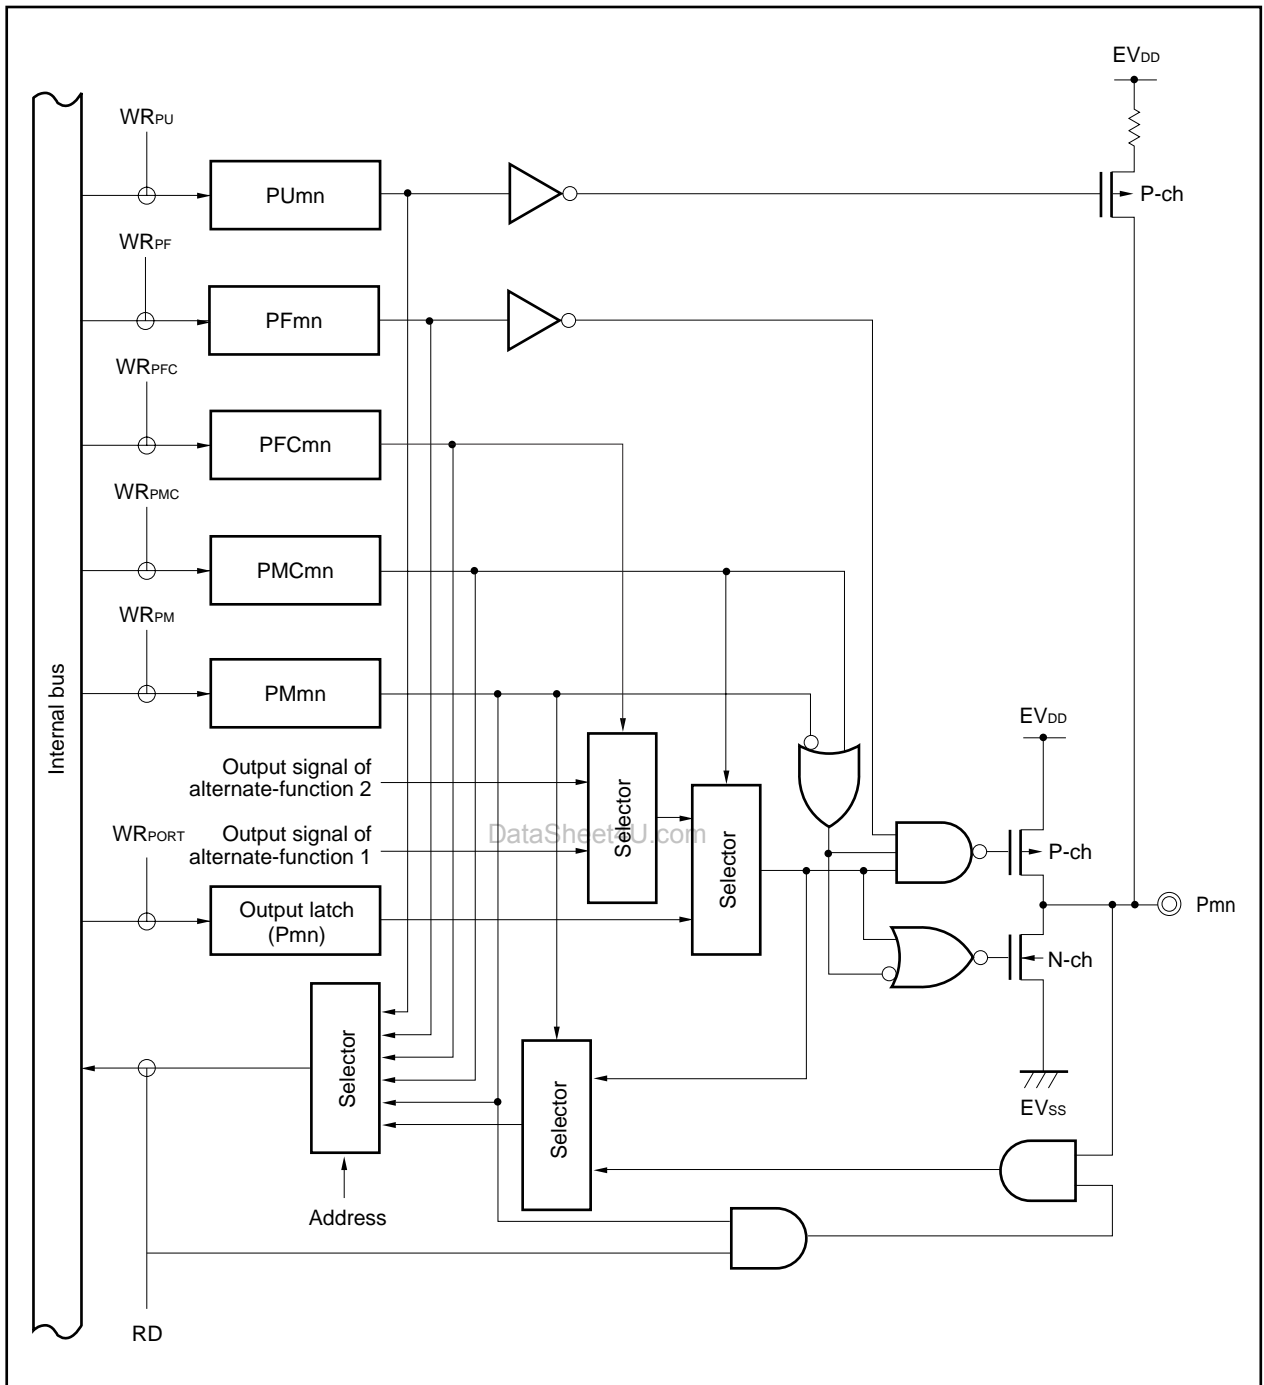 EVDD
WRPU
PUmn
P-ch
WRPF
PFmn
WRPFC
PFCmn
WRPMC
PMCmn
WRPM
PMmn
Internal bus
EVDD
Output signal of
alternate-function 2
Selector
WRPORT
Output signal of
alternate-function 1
DataSheet4U.com
Selector
P-ch
Output latch
(Pmn)
Pmn
N-ch
Selector
Selector
EVSS
Address
RD